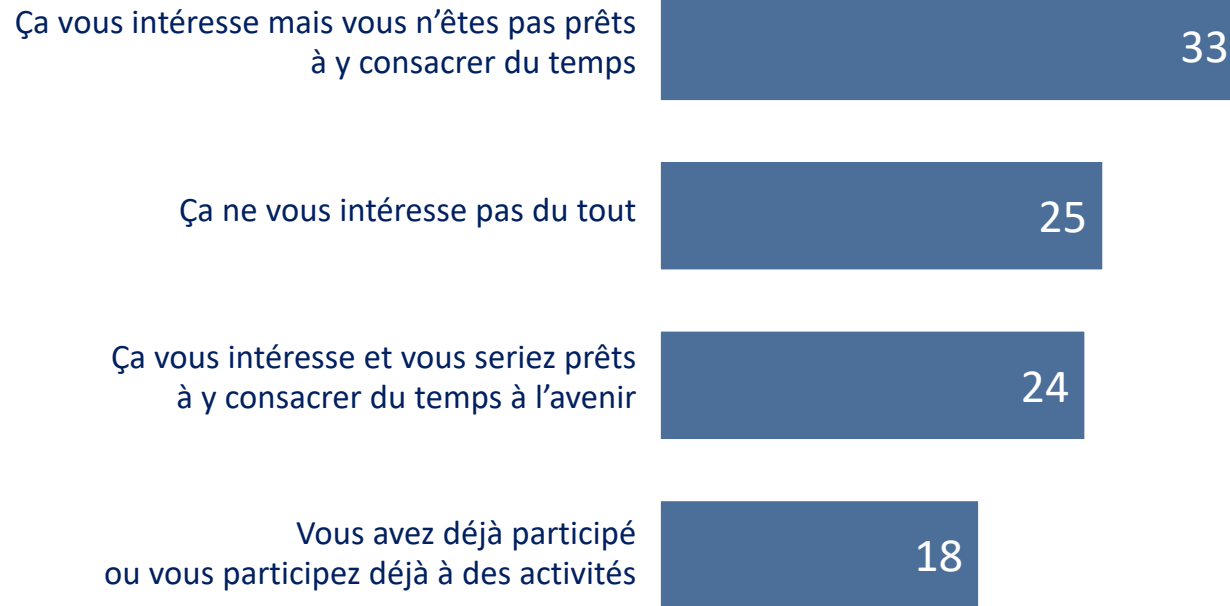 Ça vous intéresse mais vous n’êtes pas prêts
à y consacrer du temps
33
Ça ne vous intéresse pas du tout
25
Ça vous intéresse et vous seriez prêts
à y consacrer du temps à l’avenir
24
Vous avez déjà participé
ou vous participez déjà à des activités
18